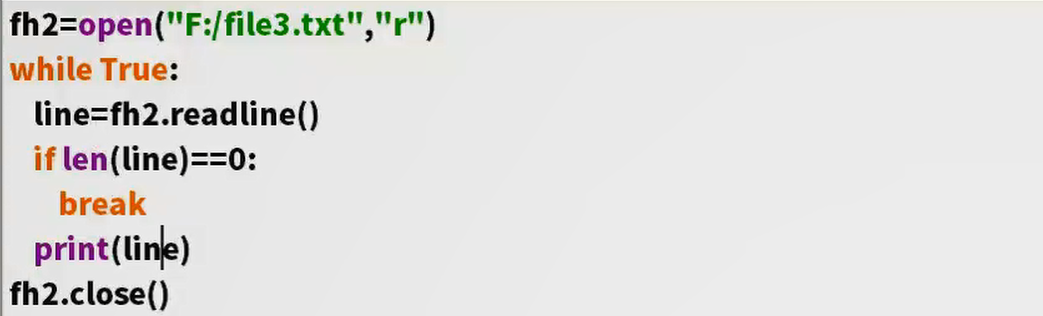 fh2=open("F:/file3.txt","r")
while True:
   line=fh2.readline()
   if len(line)==0:
      break
   print(line)
fh2.close()